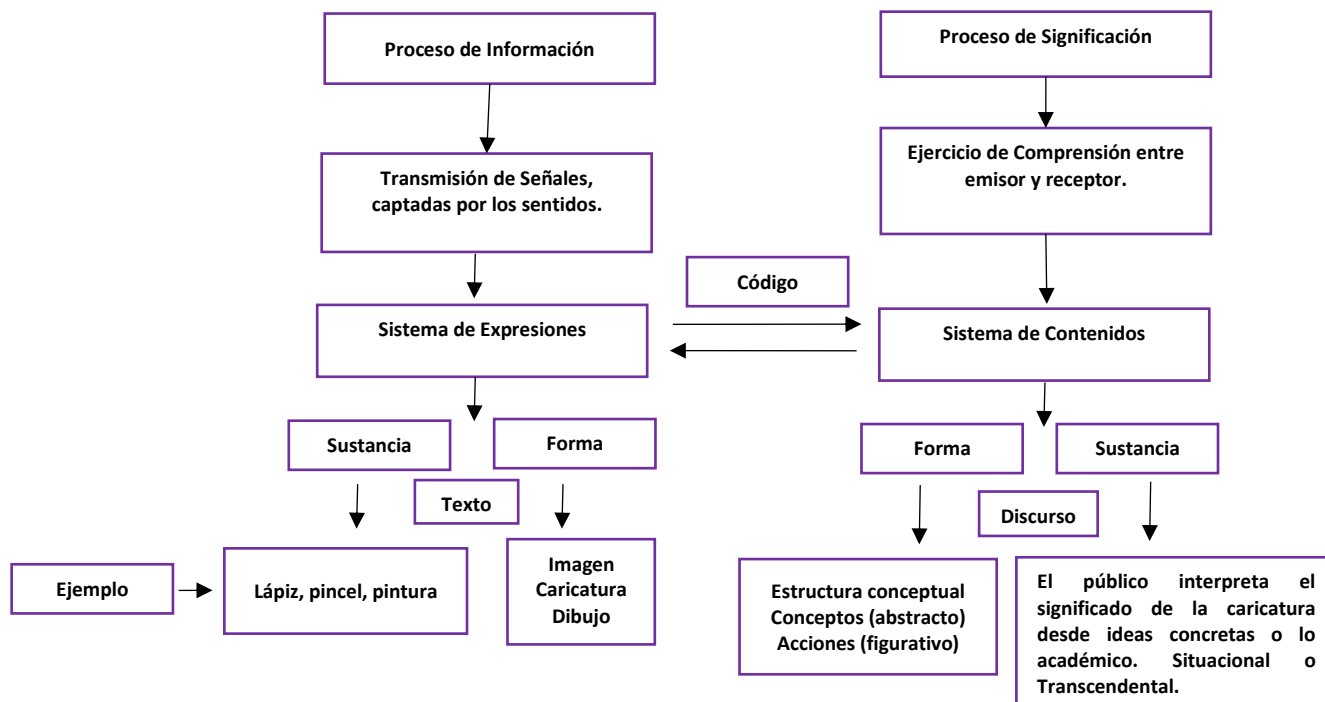 Proceso de Información
Proceso de Significación
Transmisión de Señales,
captadas por los sentidos.
Ejercicio de Comprensión entre
emisor y receptor.
Código
Sistema de Expresiones
Sistema de Contenidos
Sustancia
Forma
Texto
Forma
Sustancia
Discurso
Ejemplo
Lápiz, pincel, pintura
Imagen
Caricatura
Dibujo
Estructura conceptual
Conceptos (abstracto)
Acciones (figurativo)
El público interpreta el
significado de la caricatura
desde ideas concretas o lo
académico. Situacional o
Transcendental.